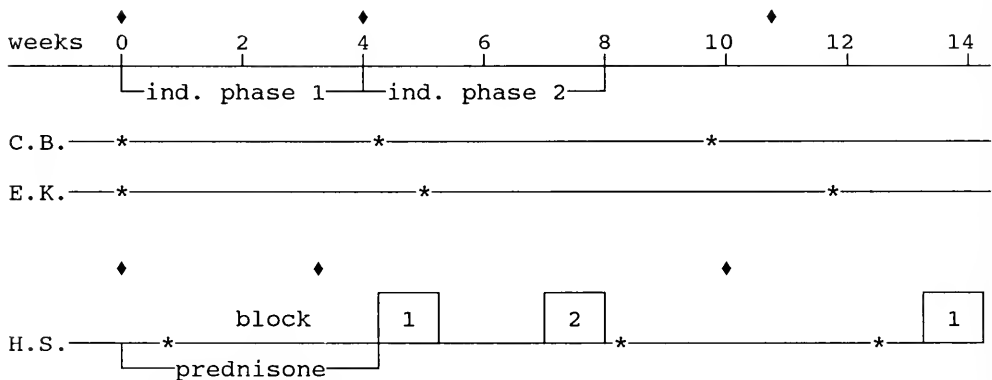 ♦ ♦ ♦
weeks 0 2 4 6 8 10 12 14
ind. phase 1 ind. phase 2
C.B. * * *
E.K. * * *
♦ ♦ ♦
block 1 2 1
H.S. * * *
prednisone